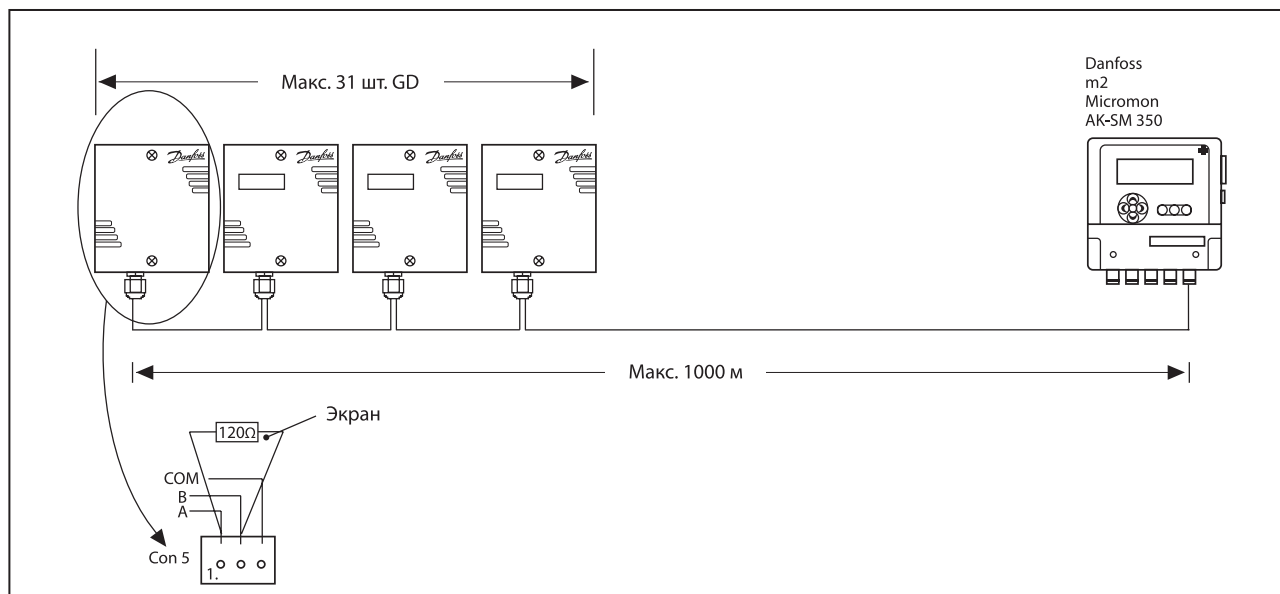 Макс. 31 шт. GD
Danfoss
m2
Micromon
AK-SM 350
Danfoss
Danfoss
Danfoss
Danfoss
Макс. 1000 м
Экран
120Ω
COM
B
A
Con 5
1.